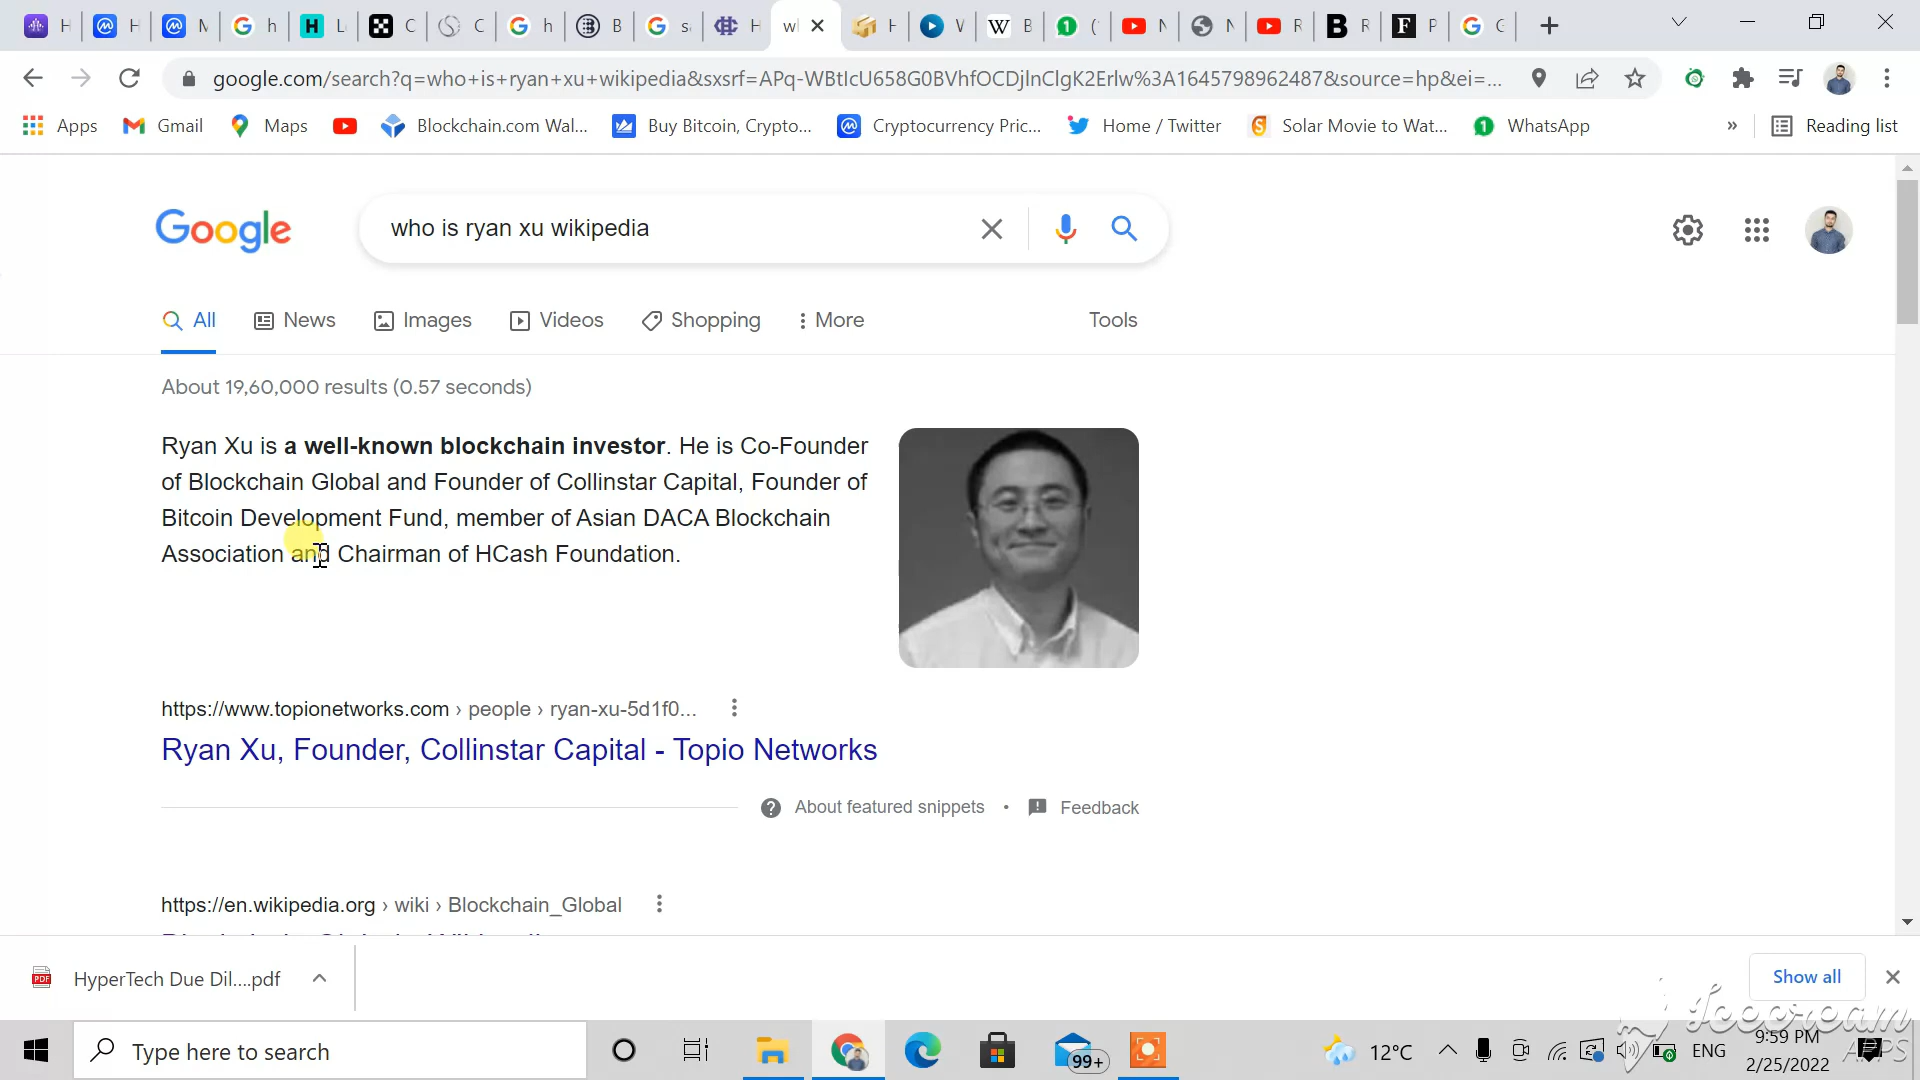 H
H
M
h
L
C
C
h
B
s
H
wl
H
V
B
(
N
N
R
R
P
C
google.com/search?q=who+is+ryan+xu+wikipedia&sxsrf=APq-WBtIcU658G0BVhfOCDjlnClgK2Erlw%3A1645798962487&source=hp&ei=...
Apps
Gmail
Maps
Blockchain.com Wal...
Buy Bitcoin, Crypto...
Cryptocurrency Pric...
Home / Twitter
Solar Movie to Wat...
WhatsApp
»
Reading list
Google
who is ryan xu wikipedia
All
News
Images
Videos
Shopping
More
Tools
About 19,60,000 results (0.57 seconds)
Ryan Xu is a well-known blockchain investor. He is Co-Founder
of Blockchain Global and Founder of Collinstar Capital, Founder of
Bitcoin Development Fund, member of Asian DACA Blockchain
Association and Chairman of HCash Foundation.
https://www.topionetworks.com › people › ryan-xu-5d1f0...
Ryan Xu, Founder, Collinstar Capital - Topio Networks
About featured snippets
•
Feedback
https://en.wikipedia.org › wiki › Blockchain_Global
PDF
HyperTech Due Dil....pdf
Show all
Icecream
APPS
Type here to search
99+
12°C
ENG
9:59 PM
2/25/2022